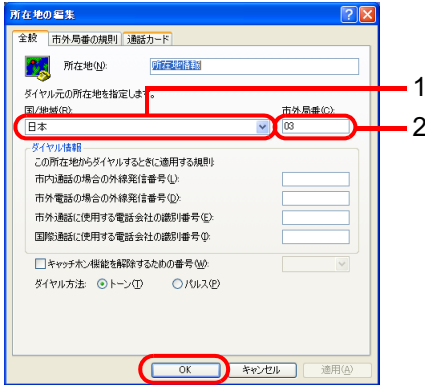 所在地の編集
全般 市外局番の規則 通話カード
所在地(N): 所在地情報
ダイヤル元の所在地を指定します。
国/地域(R): 市外局番(C):
1
日本 03
2
ダイヤル情報
この所在地からダイヤルするときに適用する規則:
市内通話の場合の外線発信番号(L):
市外電話の場合の外線発信番号(D):
市外通話に使用する電話会社の識別番号(E):
国際通話に使用する電話会社の識別番号(I):
キャッチホン機能を解除するための番号(W):
ダイヤル方法: トーン(T) パルス(P)
OK キャンセル 適用(A)